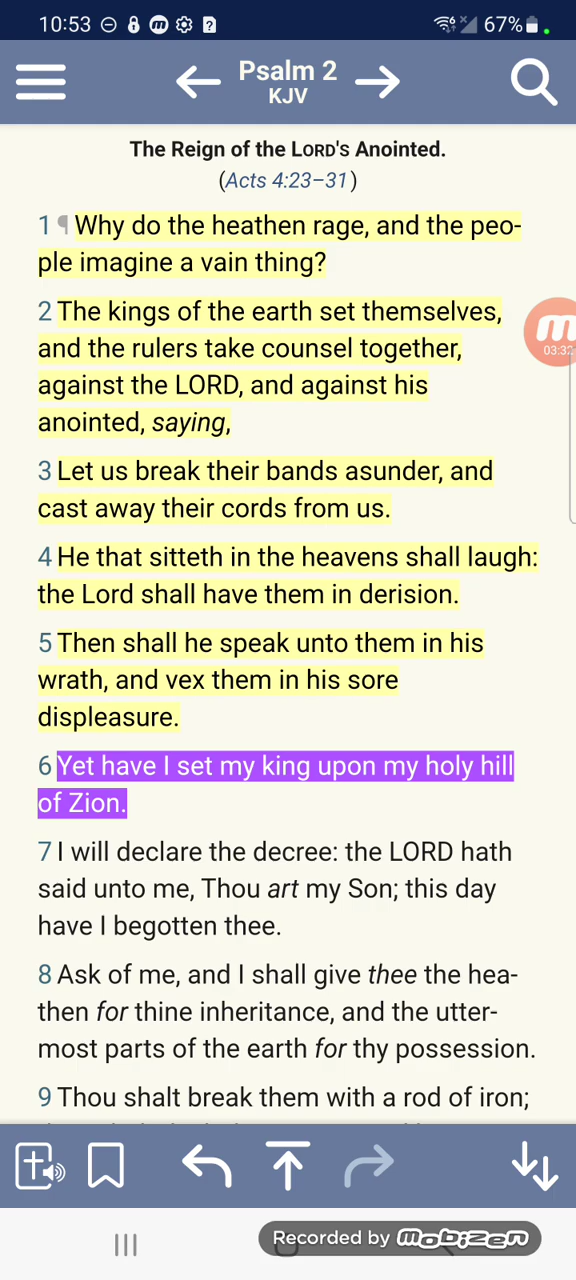 10:53
67%
Psalm 2
KJV
The Reign of the LORD'S Anointed.
(Acts 4:23–31)
1 ¶ Why do the heathen rage, and the peo-
ple imagine a vain thing?
2 The kings of the earth set themselves,
and the rulers take counsel together,
against the LORD, and against his
anointed, saying,
3 Let us break their bands asunder, and
cast away their cords from us.
4 He that sitteth in the heavens shall laugh:
the Lord shall have them in derision.
5 Then shall he speak unto them in his
wrath, and vex them in his sore
displeasure.
6 Yet have I set my king upon my holy hill
of Zion.
7 I will declare the decree: the LORD hath
said unto me, Thou art my Son; this day
have I begotten thee.
8 Ask of me, and I shall give thee the hea-
then for thine inheritance, and the utter-
most parts of the earth for thy possession.
9 Thou shalt break them with a rod of iron;
m
03:32
Recorded by mobizen